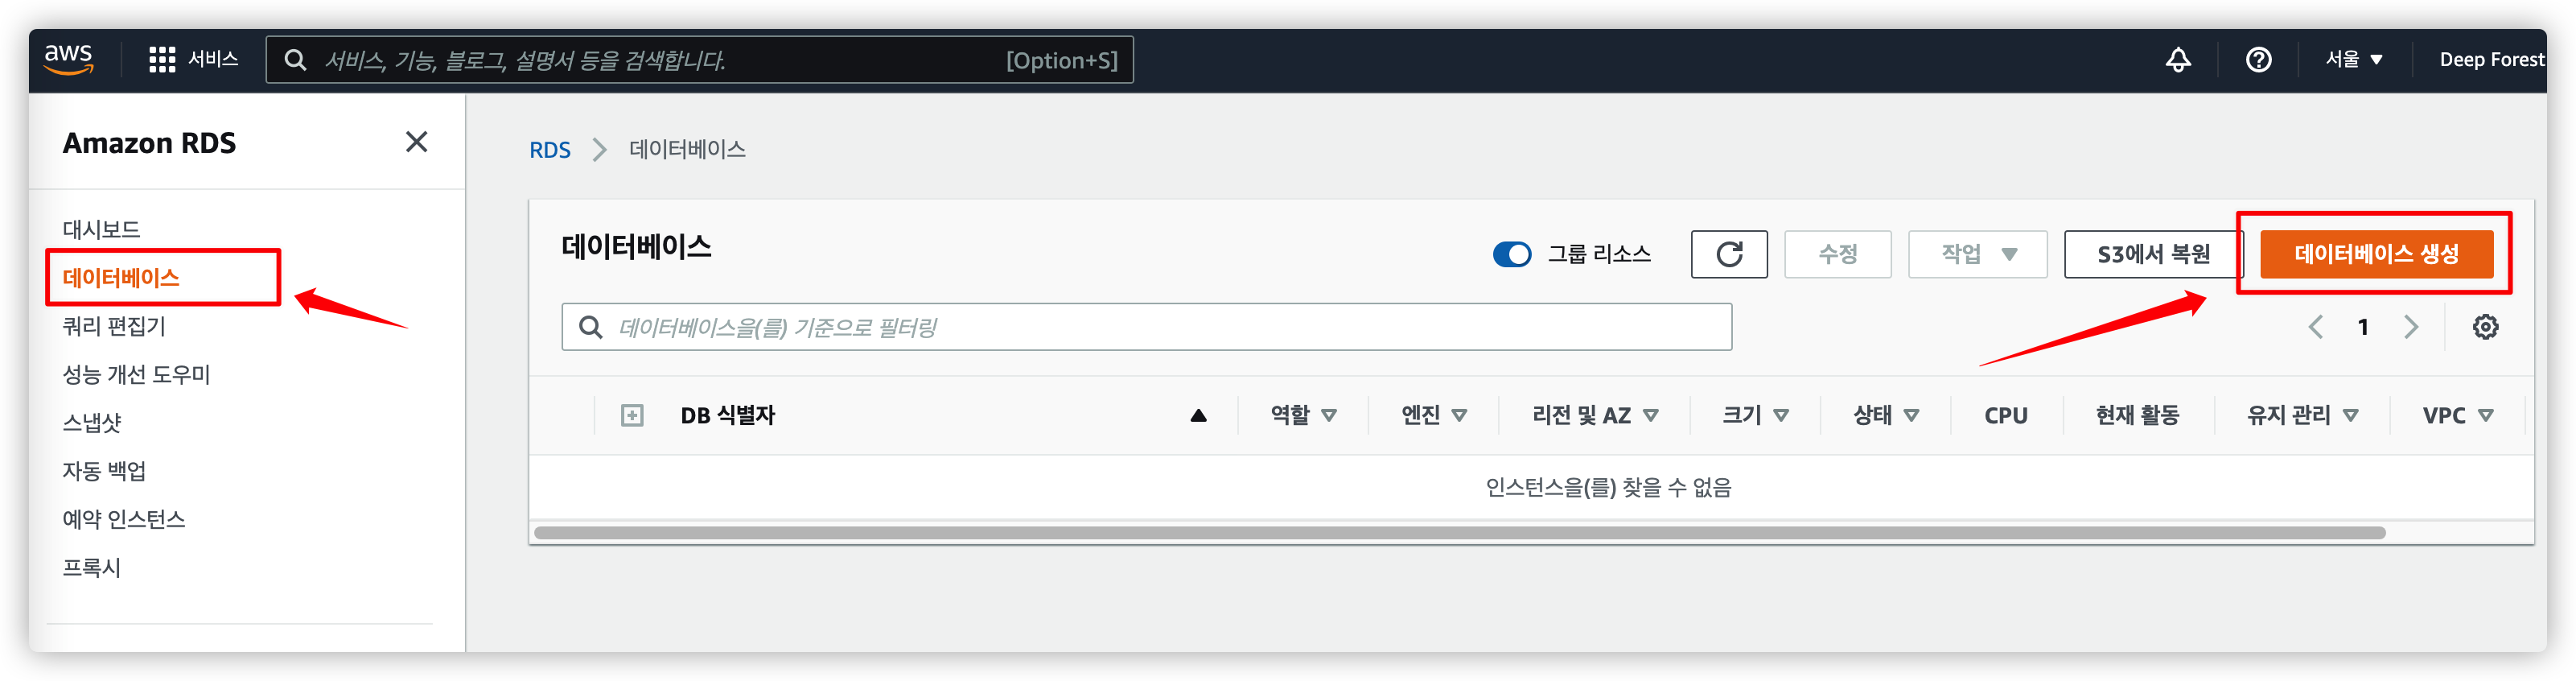 aws 서비스 서비스, 기능, 블로그, 설명서 등을 검색합니다. [Option+S] 서울 Deep Forest
Amazon RDS
대시보드
데이터베이스
쿼리 편집기
성능 개선 도우미
스냅샷
자동 백업
예약 인스턴스
프록시
RDS 데이터베이스
데이터베이스 그룹 리소스 수정 작업 S3에서 복원 데이터베이스 생성
데이터베이스을(를) 기준으로 필터링 1
DB 식별자 역할 엔진 리전 및 AZ 크기 상태 CPU 현재 활동 유지 관리 VPC
인스턴스을(를) 찾을 수 없음